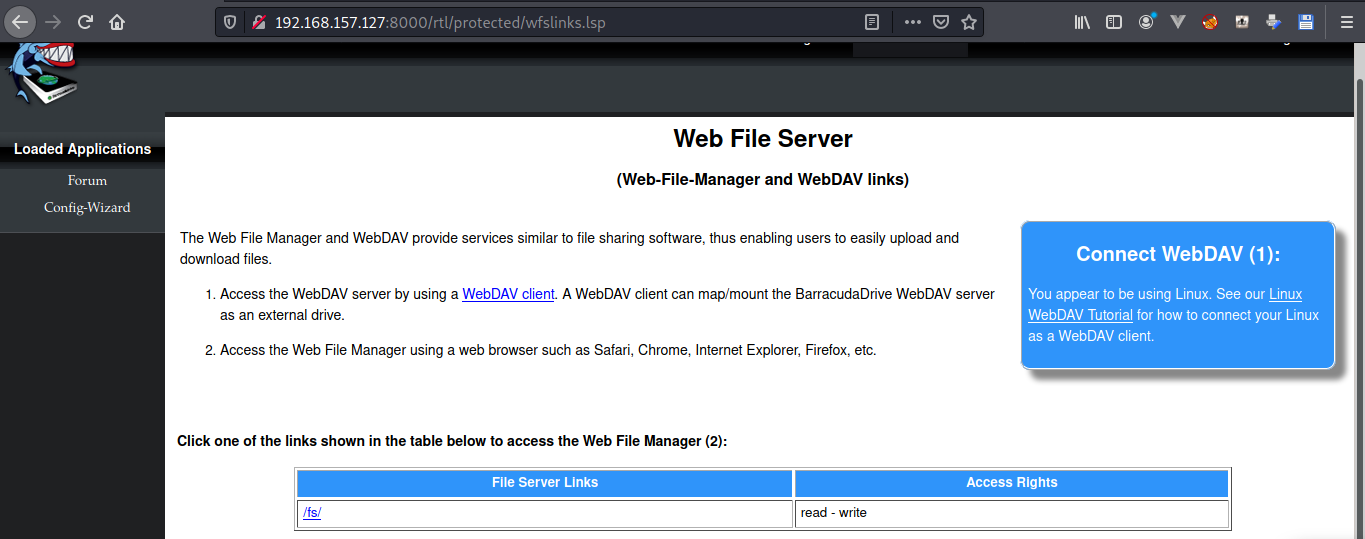 192.168.157.127:8000/rtl/protected/wfslinks.lsp
Loaded Applications
Forum
Config-Wizard
Web File Server
(Web-File-Manager and WebDAV links)
The Web File Manager and WebDAV provide services similar to file sharing software, thus enabling users to easily upload and
download files.
1. Access the WebDAV server by using a WebDAV client. A WebDAV client can map/mount the BarracudaDrive WebDAV server
as an external drive.
2. Access the Web File Manager using a web browser such as Safari, Chrome, Internet Explorer, Firefox, etc.
Connect WebDAV (1):
You appear to be using Linux. See our Linux
WebDAV Tutorial for how to connect your Linux
as a WebDAV client.
Click one of the links shown in the table below to access the Web File Manager (2):
File Server Links Access Rights
/fs/ read - write